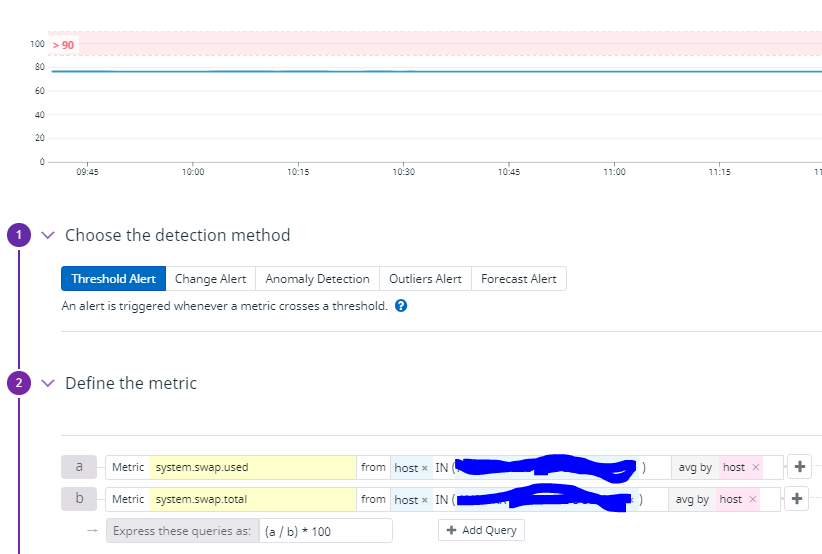 100 > 90
80
60
40
20
0
09:45 10:00 10:15 10:30 10:45 11:00 11:15 11
1 Choose the detection method
Threshold Alert Change Alert Anomaly Detection Outliers Alert Forecast Alert
An alert is triggered whenever a metric crosses a threshold. ?
2 Define the metric
a Metric system.swap.used from host × IN ( ) avg by host × +
b Metric system.swap.total from host × IN ( × ) avg by host × +
→ Express these queries as: (a / b) * 100 + Add Query